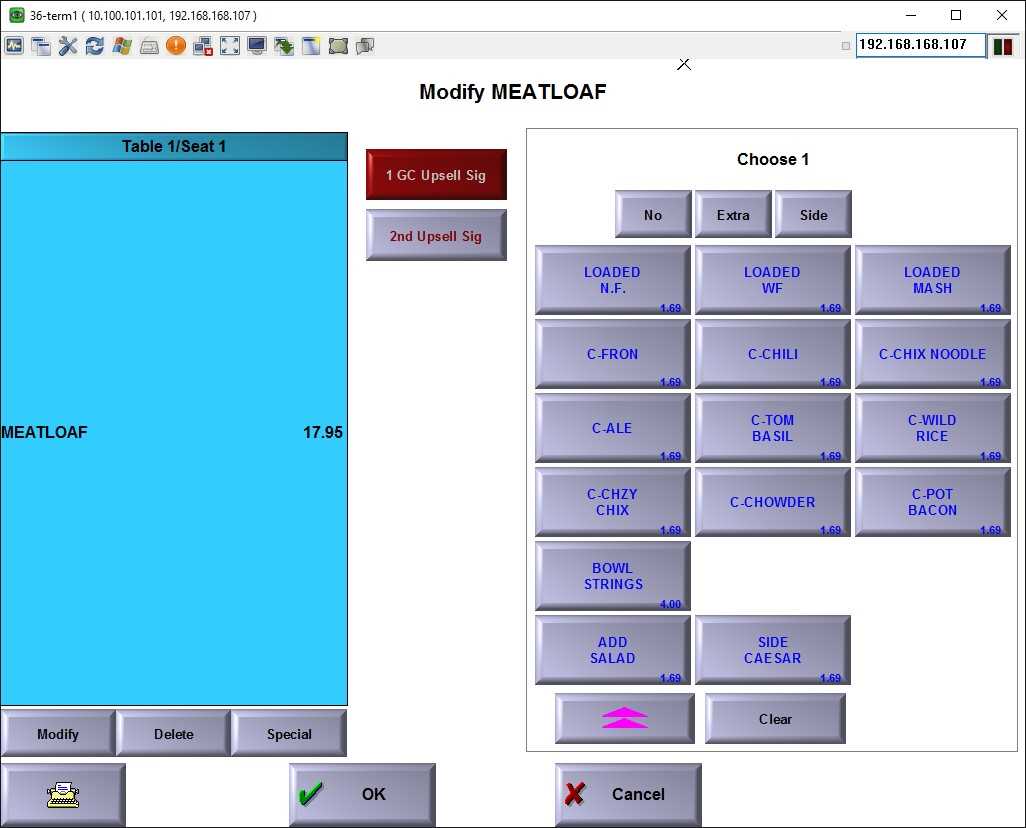 36-term1 ( 10.100.101.101, 192.168.168.107 )
192.168.168.107
Modify MEATLOAF
Table 1/Seat 1
MEATLOAF 17.95
1 GC Upsell Sig
2nd Upsell Sig
Choose 1
No Extra Side
LOADED
N.F.
1.69
LOADED
WF
1.69
LOADED
MASH
1.69
C-FRON
1.69
C-CHILI
1.69
C-CHIX NOODLE
1.69
C-ALE
1.69
C-TOM
BASIL
1.69
C-WILD
RICE
1.69
C-CHZY
CHIX
1.69
C-CHOWDER
1.69
C-POT
BACON
1.69
BOWL
STRINGS
4.00
ADD
SALAD
1.69
SIDE
CAESAR
1.69
Clear
Modify Delete Special
OK Cancel